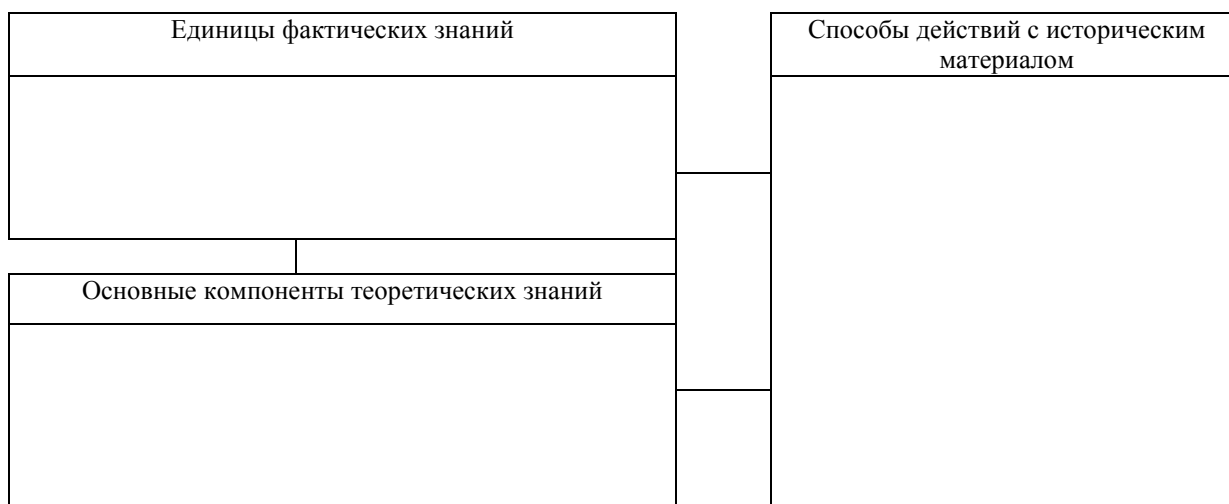 Единицы фактических знаний
Способы действий с историческим
материалом
Основные компоненты теоретических знаний